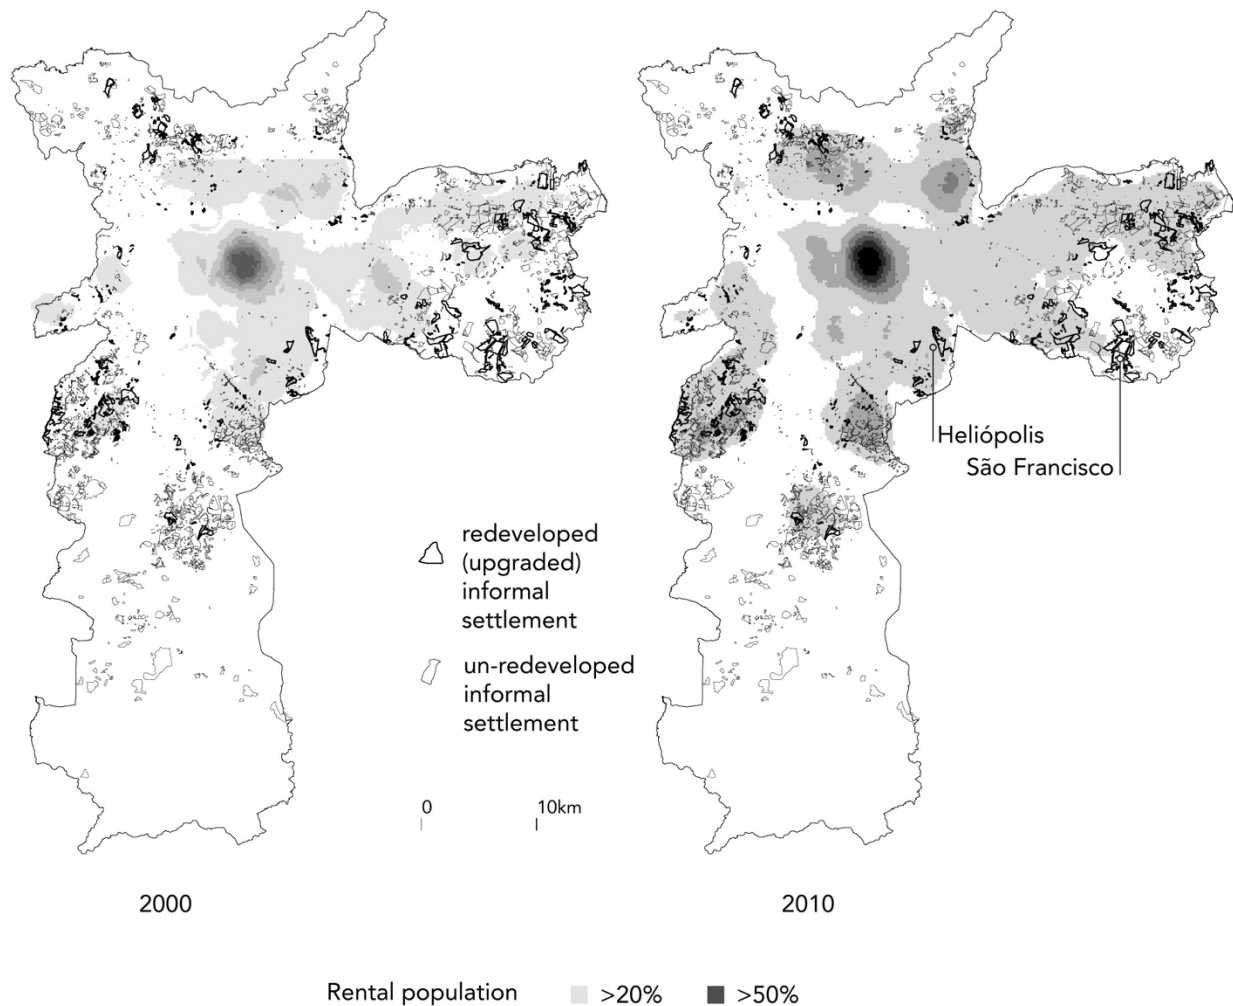 Heliópolis
São Francisco
redeveloped
(upgraded)
informal
settlement
un-redeveloped
informal
settlement
0 10km
2000 2010
Rental population >20% >50%